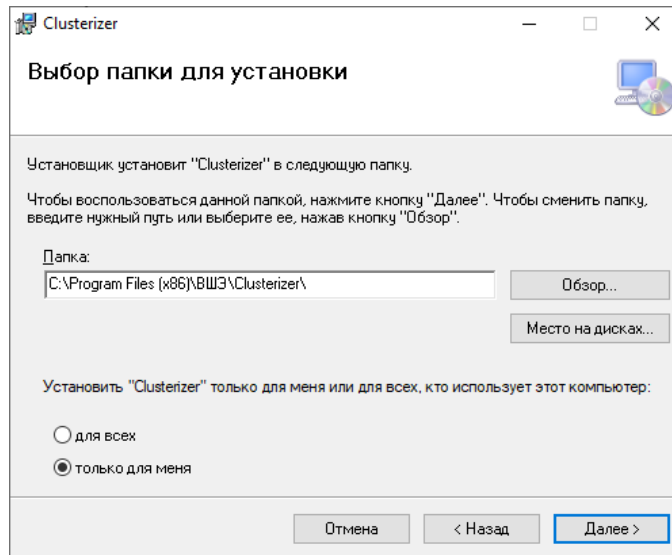 Clusterizer
Выбор папки для установки
Установщик установит "Clusterizer" в следующую папку.
Чтобы воспользоваться данной папкой, нажмите кнопку "Далее". Чтобы сменить папку,
введите нужный путь или выберите ее, нажав кнопку "Обзор".
Папка:
C:\Program Files (x86)\ВШЭ\Clusterizer\
Обзор...
Место на дисках...
Установить "Clusterizer" только для меня или для всех, кто использует этот компьютер:
для всех
только для меня
Отмена
< Назад
Далее >